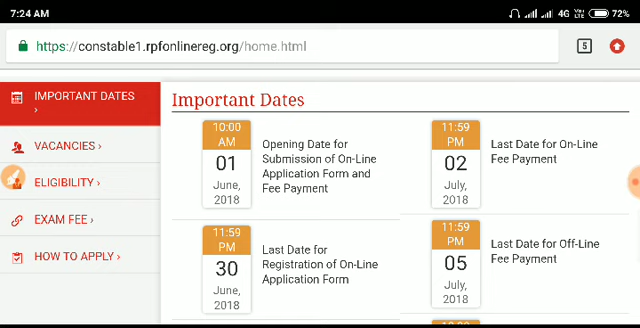 7:24 AM
4G VoLTE 72%
https://constable1.rpfonlinereg.org/home.html
5
IMPORTANT DATES ›
VACANCIES ›
ELIGIBILITY ›
EXAM FEE ›
HOW TO APPLY ›
Important Dates
10:00
AM
01
June,
2018
Opening Date for
Submission of On-Line
Application Form and
Fee Payment
11:59
PM
02
July,
2018
Last Date for On-Line
Fee Payment
11:59
PM
30
June,
2018
Last Date for
Registration of On-Line
Application Form
11:59
PM
05
July,
2018
Last Date for Off-Line
Fee Payment